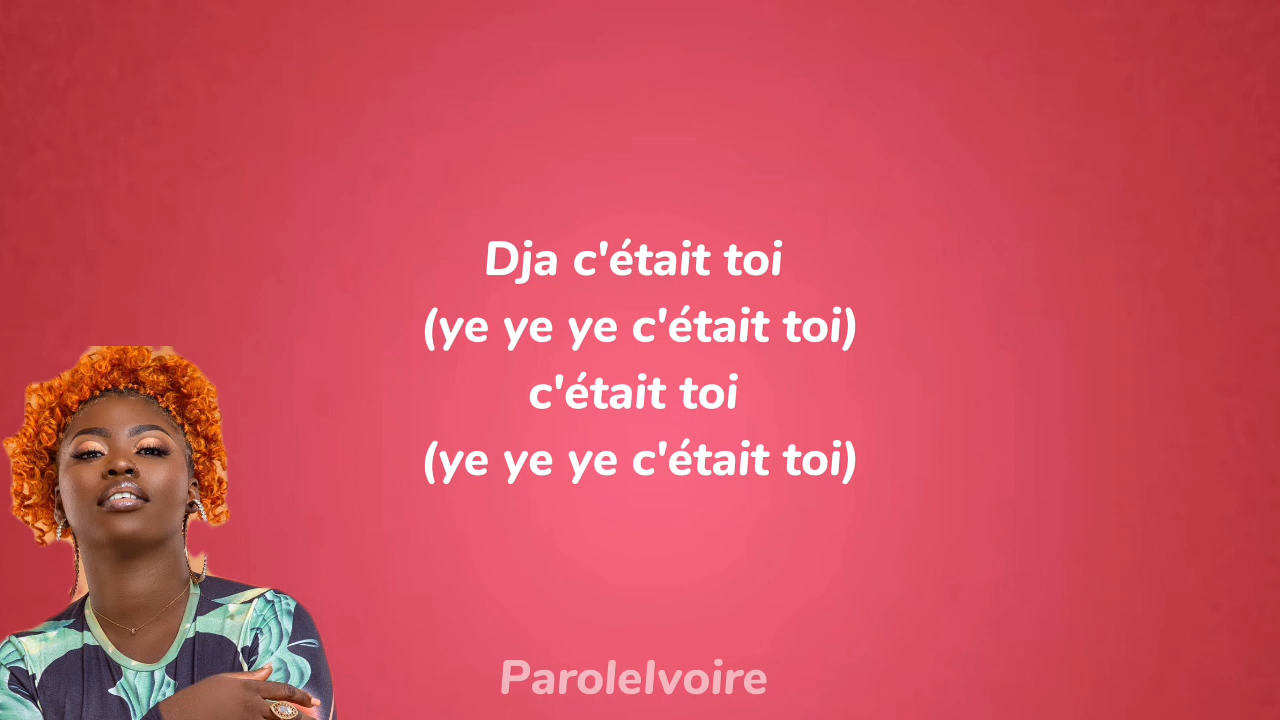 Dja c'était toi
(ye ye ye c'était toi)
c'était toi
(ye ye ye c'était toi)
ParoleIvoire